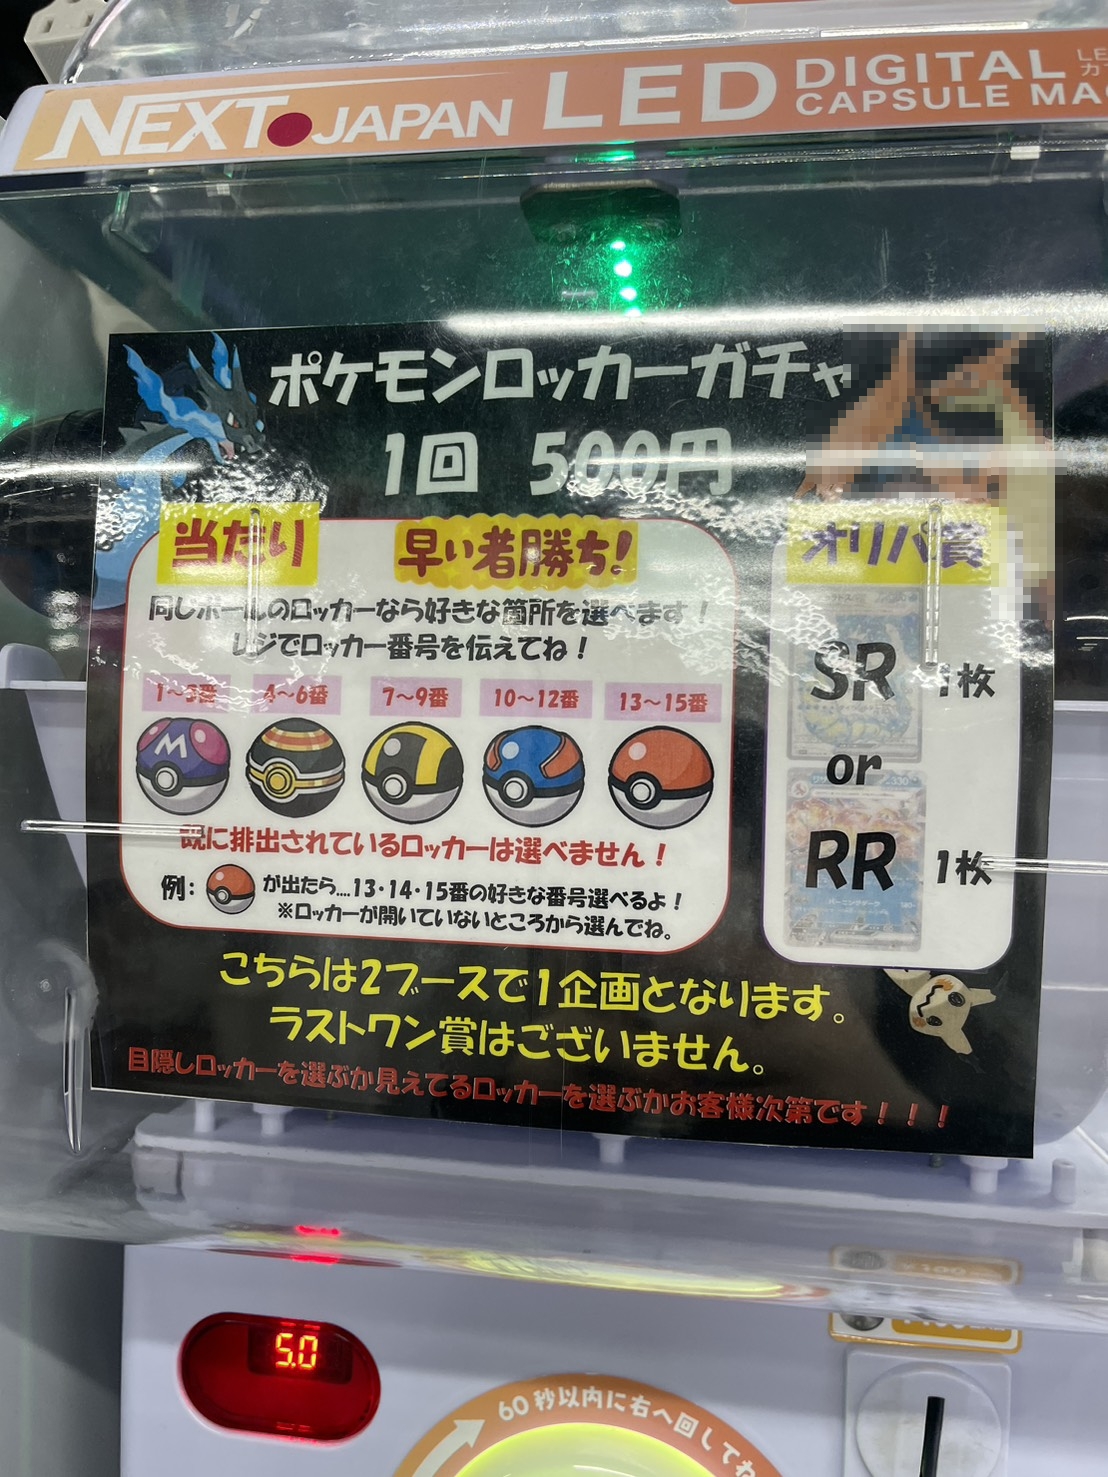 NEXT JAPAN LED DIGITAL
CAPSULE
ポケモンロッカーガチャ
1回 500円
当たり
早い者勝ち!
同じボールのロッカーなら好きな箇所を選べます!
レジでロッカー番号を伝えてね!
1~3番 4~6番 7~9番 10~12番 13~15番
既に排出されているロッカーは選べません!
例: が出たら....13・14・15番の好きな番号選べるよ!
※ロッカーが開いていないところから選んでね。
オリパ賞
SR 1枚
or
RR 1枚
こちらは2ブースで1企画となります。
ラストワン賞はございません。
目隠しロッカーを選ぶか見えてるロッカーを選ぶかお客様次第です!!!
5.0
60秒以内に右へ回してね